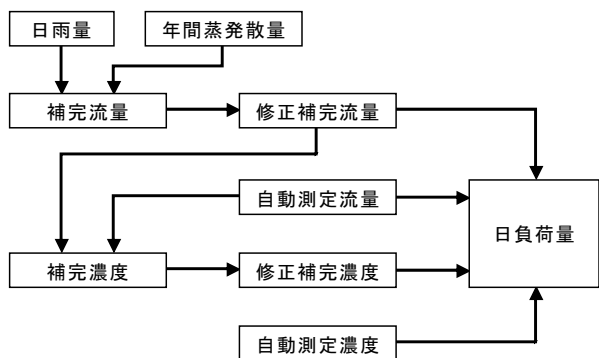 日雨量
年間蒸発散量
補完流量
修正補完流量
自動測定流量
日負荷量
補完濃度
修正補完濃度
自動測定濃度